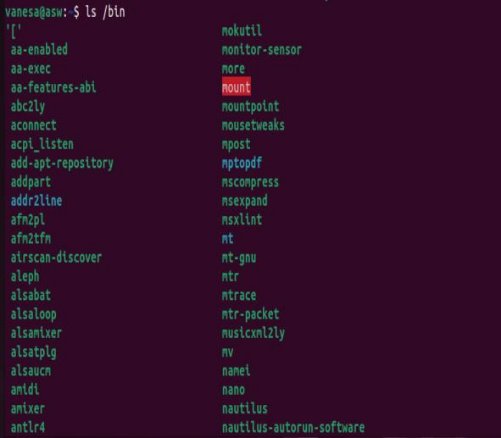 vanesa@asw:~$ ls /bin
'[' mokutil
aa-enabled monitor-sensor
aa-exec more
aa-features-abi mount
abc2ly mountpoint
aconnect mousetweaks
acpi_listen mpost
add-apt-repository mptopdf
addpart mscompress
addr2line msexpand
afm2pl msxlint
afm2tfm mt
airscan-discover mt-gnu
aleph mtr
alsabat mtrace
alsaloop mtr-packet
alsamixer musicxml2ly
alsatplg mv
alsaucm namei
amidi nano
amixer nautilus
antlr4 nautilus-autorun-software